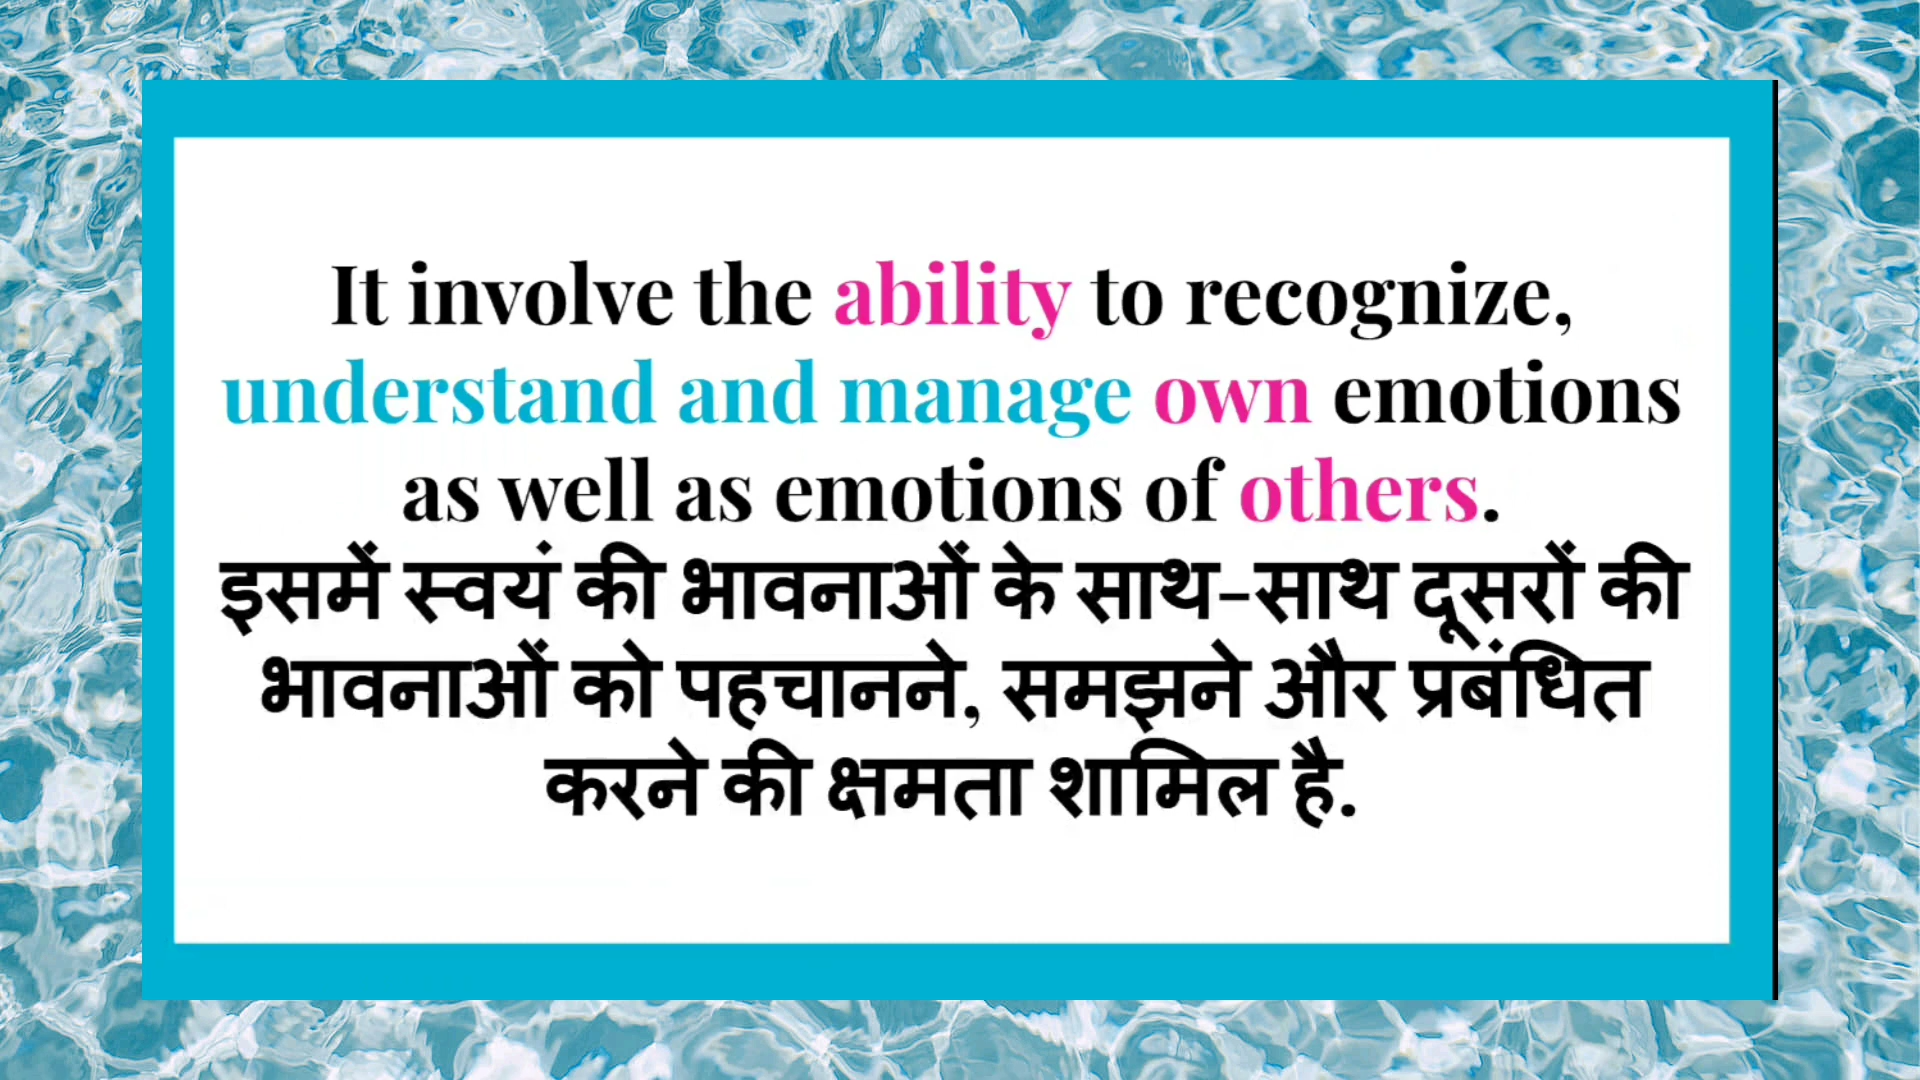 It involve the ability to recognize,
understand and manage own emotions
as well as emotions of others.
इसमें स्वयं की भावनाओं के साथ-साथ दूसरों की
भावनाओं को पहचानने, समझने और प्रबंधित
करने की क्षमता शामिल है.